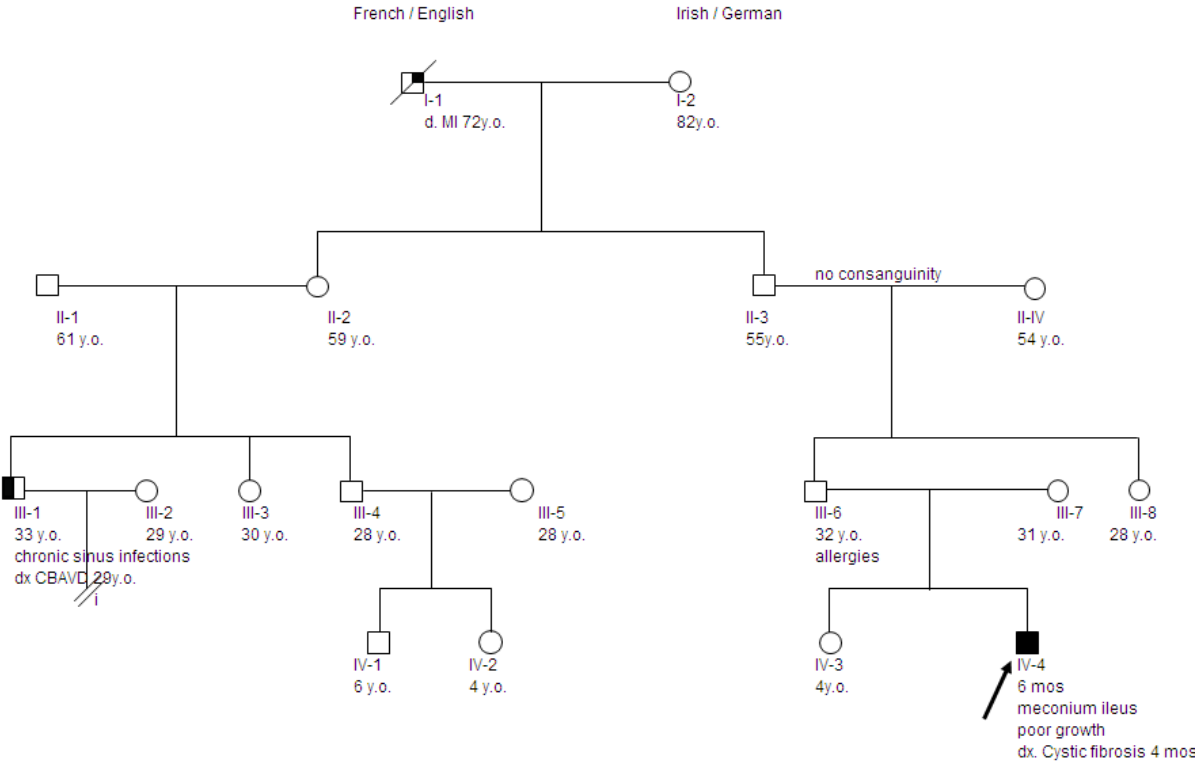 French / English
Irish / German
I-1
d. MI 72y.o.
I-2
82y.o.
no consanguinity
II-1
61 y.o.
II-2
59 y.o.
II-3
55y.o.
II-IV
54 y.o.
III-1
33 y.o.
chronic sinus infections
dx CBAVD 29y.o.
i
III-2
29 y.o.
III-3
30 y.o.
III-4
28 y.o.
III-5
28 y.o.
III-6
32 y.o.
allergies
III-7
31 y.o.
III-8
28 y.o.
IV-1
6 y.o.
IV-2
4 y.o.
IV-3
4y.o.
IV-4
6 mos
meconium ileus
poor growth
dx. Cystic fibrosis 4 mos